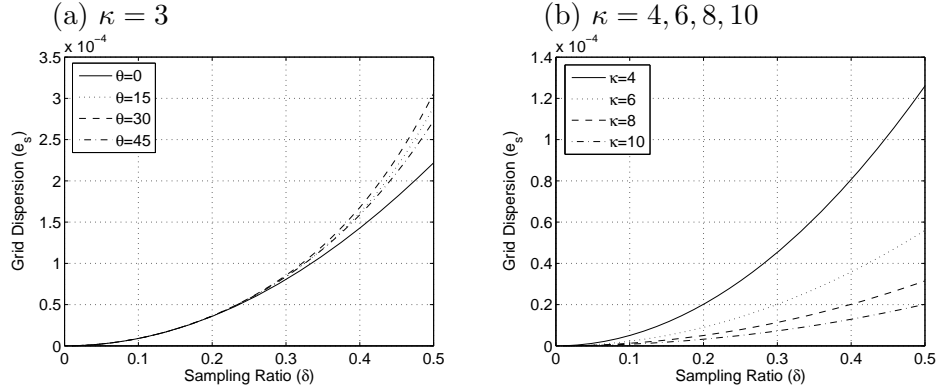 (a) κ = 3
x 10⁻⁴
3.5
3
2.5
2
1.5
1
0.5
0
Grid Dispersion (eₛ)
θ=0
θ=15
θ=30
θ=45
0 0.1 0.2 0.3 0.4 0.5
Sampling Ratio (δ)
(b) κ = 4, 6, 8, 10
x 10⁻⁴
1.4
1.2
1
0.8
0.6
0.4
0.2
0
Grid Dispersion (eₛ)
κ=4
κ=6
κ=8
κ=10
0 0.1 0.2 0.3 0.4 0.5
Sampling Ratio (δ)